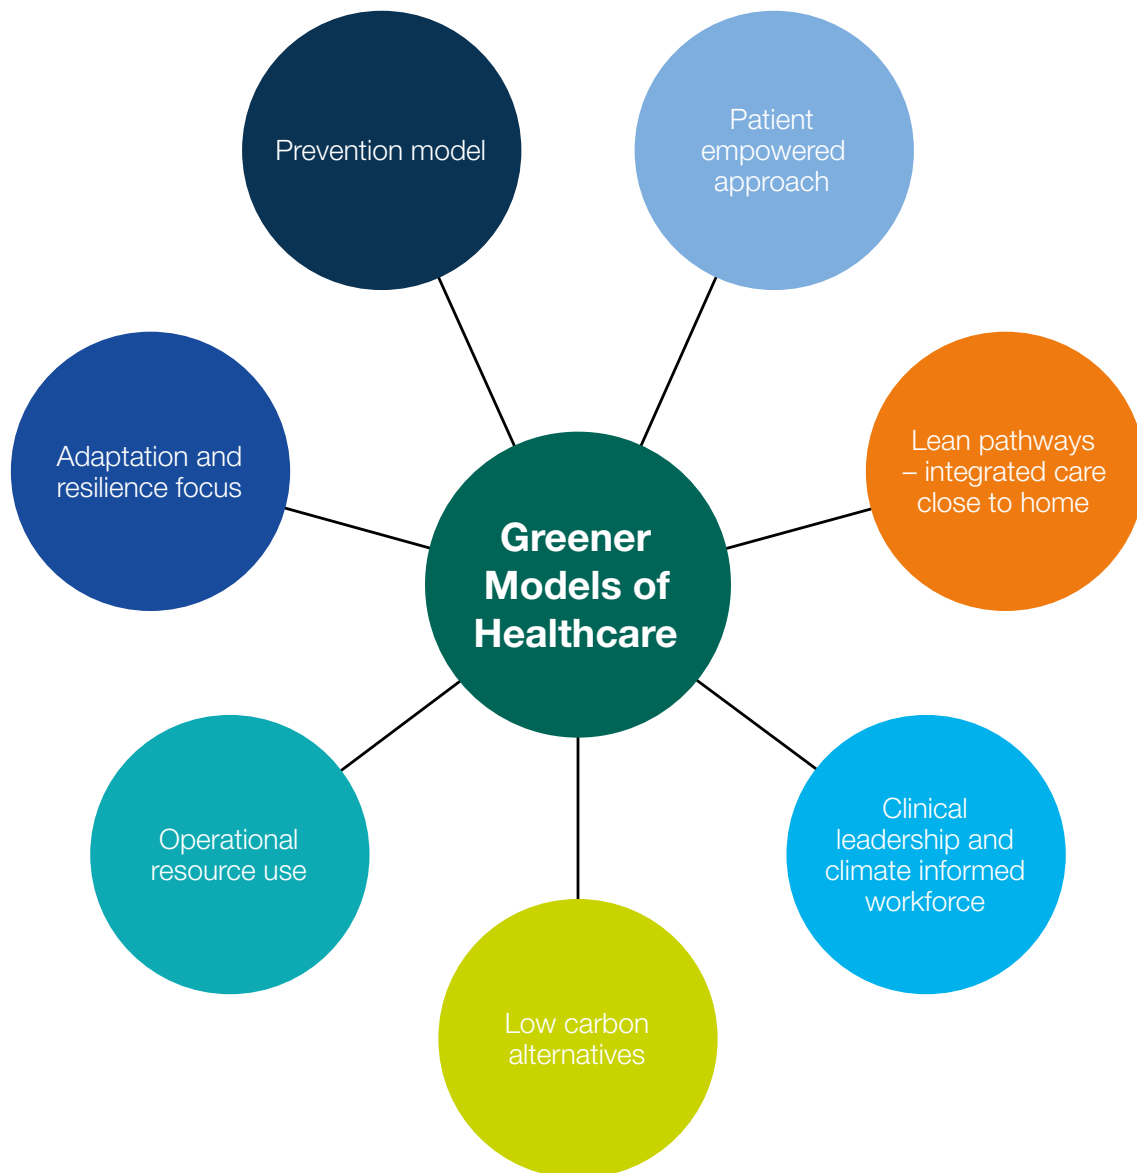 Prevention model
Patient
empowered
approach
Adaptation and
resilience focus
Lean pathways
– integrated care
close to home
Greener
Models of
Healthcare
Operational
resource use
Clinical
leadership and
climate informed
workforce
Low carbon
alternatives